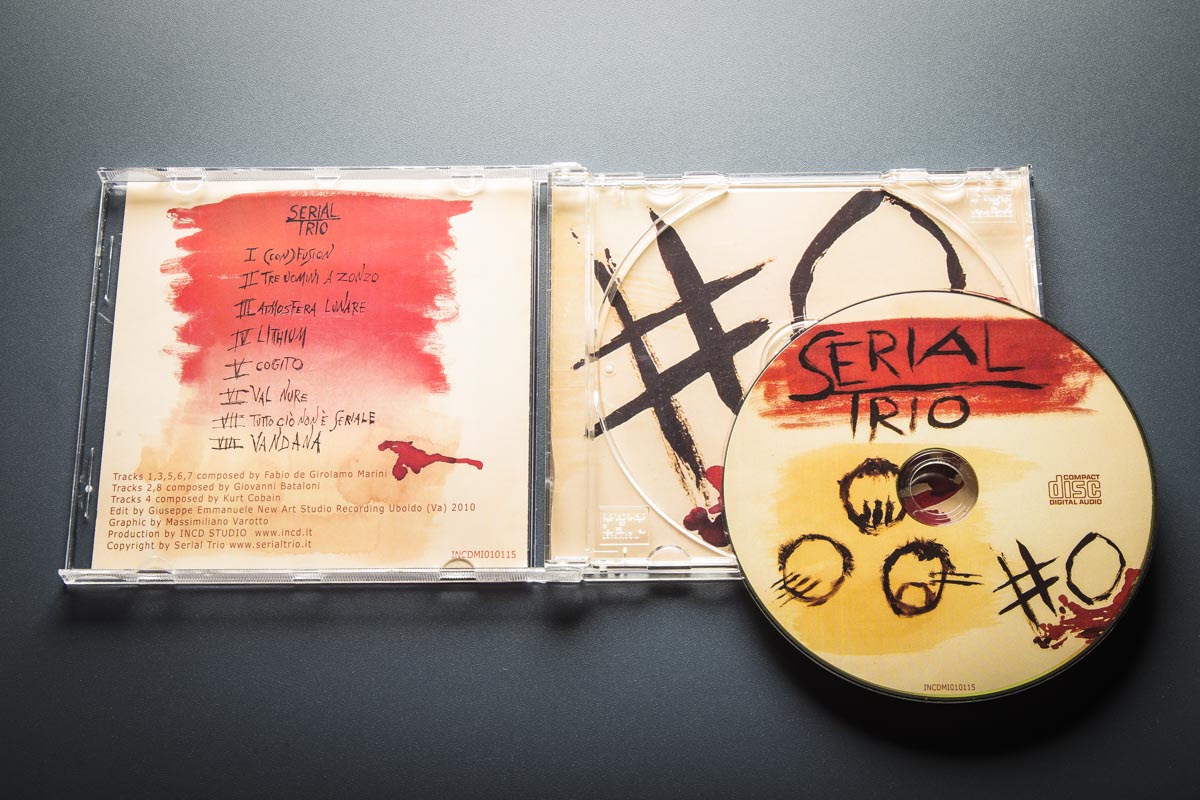 SERIAL
TRIO
I (CON)FUSION
II TRE UOMINI A ZONZO
III ATMOSFERA LUNARE
IV LITHIUM
V COGITO
VI VAL NURE
VII TUTTO CIÒ NON È SERIALE
VIII VANDANÁ
Tracks 1,3,5,6,7 composed by Fabio de Girolamo Marini
Tracks 2,8 composed by Giovanni Bataloni
Tracks 4 composed by Kurt Cobain
Edit by Giuseppe Emmanuele New Art Studio Recording Uboldo (Va) 2010
Graphic by Massimiliano Varotto
Production by INCD STUDIO www.incd.it
Copyright by Serial Trio www.serialtrio.it
INCDMI010115
#0
SERIAL
TRIO
COMPACT
disc
DIGITAL AUDIO
#0
INCDMI010115